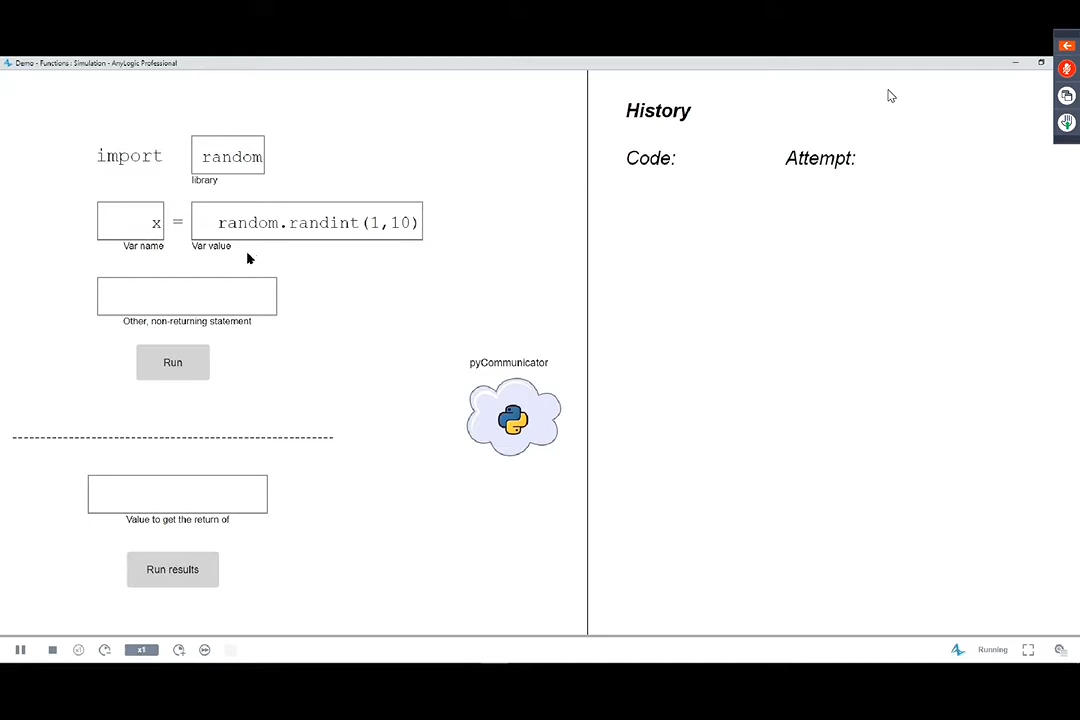 Demo - Functions : Simulation - AnyLogic Professional
import random
library
x = random.randint(1,10)
Var name Var value
Other, non-returning statement
Run
pyCommunicator
Value to get the return of
Run results
History
Code: Attempt:
x1
x1
Running